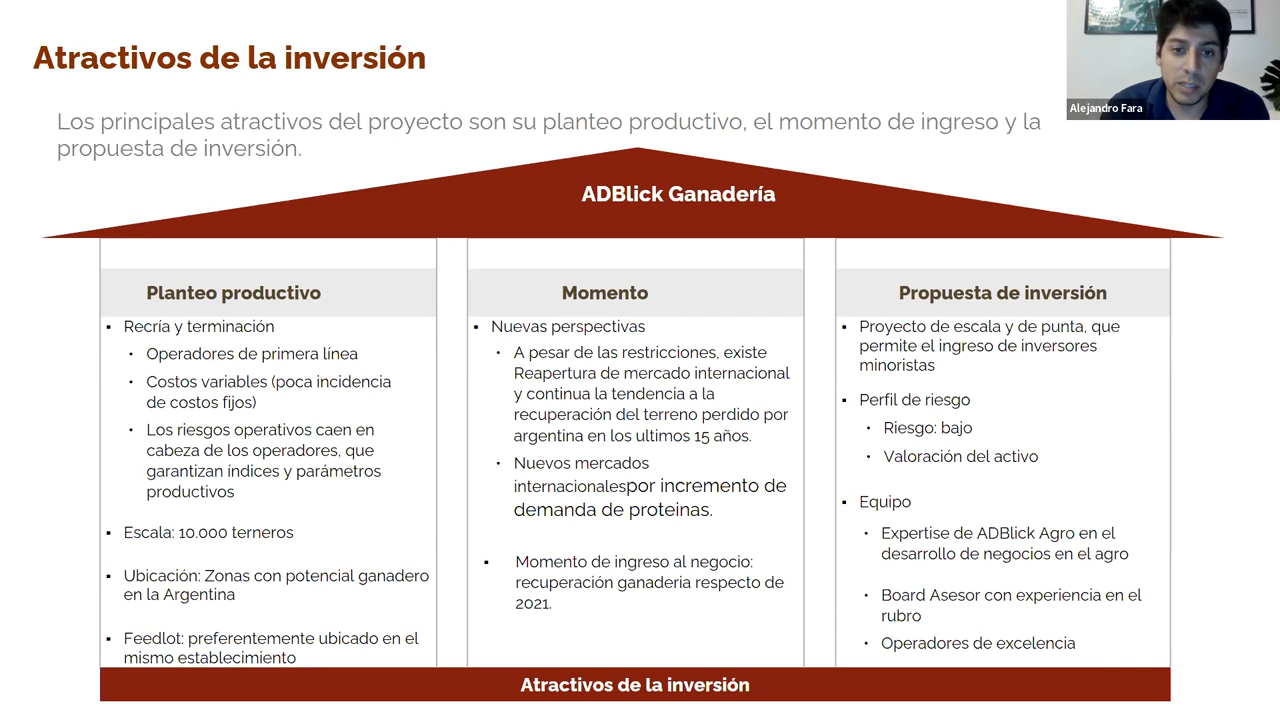 Atractivos de la inversión
Alejandro Fara
Los principales atractivos del proyecto son su planteo productivo, el momento de ingreso y la
propuesta de inversión.
ADBlick Ganadería
Planteo productivo
▪ Recría y terminación
• Operadores de primera línea
• Costos variables (poca incidencia
de costos fijos)
• Los riesgos operativos caen en
cabeza de los operadores, que
garantizan índices y parámetros
productivos
▪ Escala: 10.000 terneros
▪ Ubicación: Zonas con potencial ganadero
en la Argentina
▪ Feedlot: preferentemente ubicado en el
mismo establecimiento
Momento
▪ Nuevas perspectivas
• A pesar de las restricciones, existe
Reapertura de mercado internacional
y continua la tendencia a la
recuperación del terreno perdido por
argentina en los ultimos 15 años.
• Nuevos mercados
internacionalespor incremento de
demanda de proteinas.
▪ Momento de ingreso al negocio:
recuperación ganaderia respecto de
2021.
Propuesta de inversión
▪ Proyecto de escala y de punta, que
permite el ingreso de inversores
minoristas
▪ Perfil de riesgo
• Riesgo: bajo
• Valoración del activo
▪ Equipo
• Expertise de ADBlick Agro en el
desarrollo de negocios en el agro
• Board Asesor con experiencia en el
rubro
• Operadores de excelencia
Atractivos de la inversión